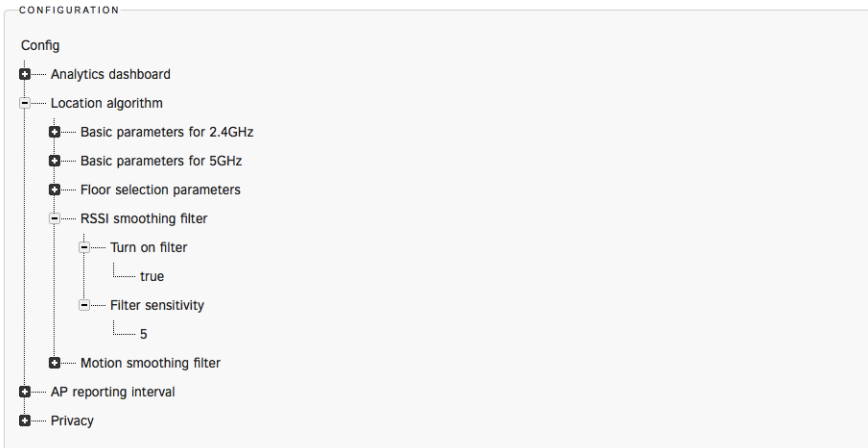 CONFIGURATION
Config
Analytics dashboard
Location algorithm
Basic parameters for 2.4GHz
Basic parameters for 5GHz
Floor selection parameters
RSSI smoothing filter
Turn on filter
true
Filter sensitivity
5
Motion smoothing filter
AP reporting interval
Privacy